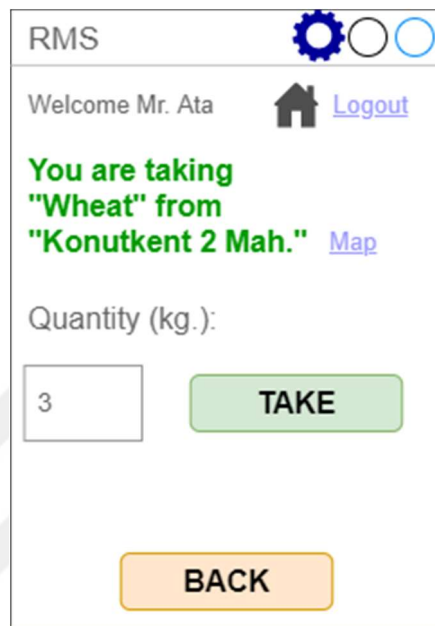 RMS
Welcome Mr. Ata Logout
You are taking
"Wheat" from
"Konutkent 2 Mah." Map
Quantity (kg.):
3 TAKE
BACK